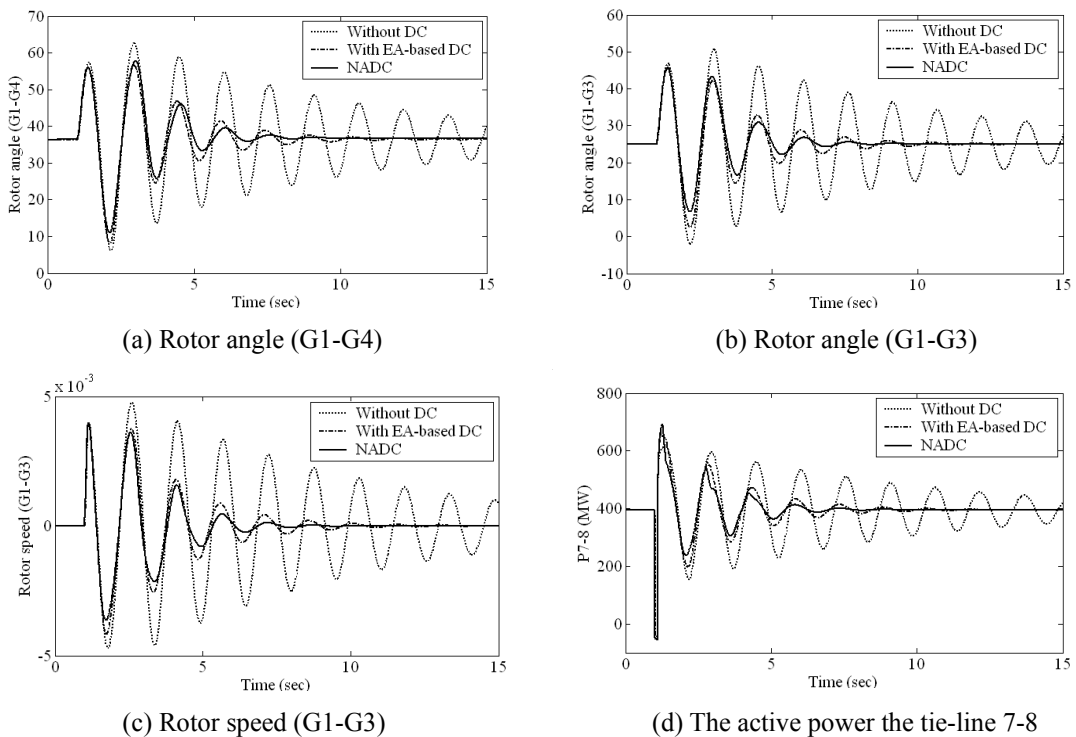 70
60
50
40
30
20
10
0
Rotor angle (G1-G4)
Without DC
With EA-based DC
NADC
0
5
10
15
Time (sec)
(a) Rotor angle (G1-G4)
60
50
40
30
20
10
0
-10
Rotor angle (G1-G3)
Without DC
With EA-based DC
NADC
0
5
10
15
Time (sec)
(b) Rotor angle (G1-G3)
x 10⁻³
5
0
-5
Rotor speed (G1-G3)
Without DC
With EA-based DC
NADC
0
5
10
15
Time (sec)
(c) Rotor speed (G1-G3)
800
600
400
200
0
P7-8 (MW)
Without DC
With EA-based DC
NADC
0
5
10
15
Time (sec)
(d) The active power the tie-line 7-8